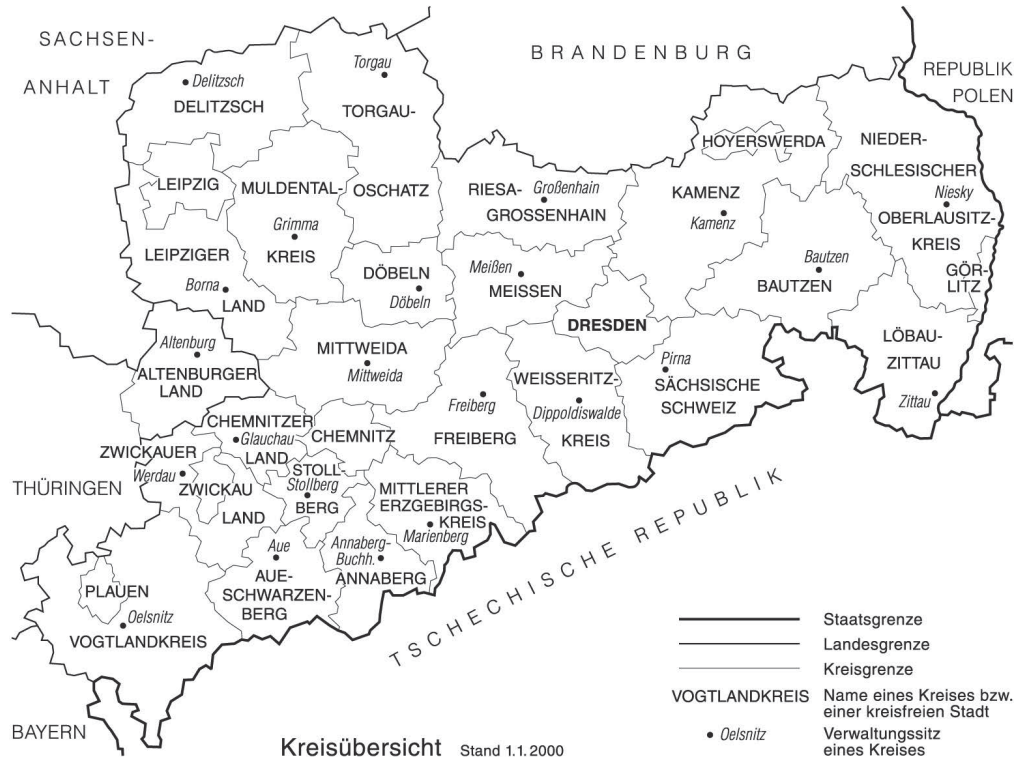 SACHSEN-
ANHALT
BRANDENBURG
REPUBLIK
POLEN
Delitzsch
DELITZSCH
Torgau
TORGAU-
OSCHATZ
LEIPZIG
MULDENTAL-
Grimma
KREIS
LEIPZIGER
Borna
LAND
DÖBELN
Döbeln
RIESA-
Großenhain
GROSSENHAIN
Meißen
MEISSEN
DRESDEN
HOYERSWERDA
KAMENZ
Kamenz
NIEDER-
SCHLESISCHER
Niesky
OBERLAUSITZ-
KREIS
GÖR-
LITZ
Bautzen
BAUTZEN
LÖBAU-
ZITTAU
Zittau
Altenburg
ALTENBURGER
LAND
MITTWEIDA
Mittweida
Freiberg
FREIBERG
WEISSERITZ-
Dippoldiswalde
KREIS
Pirna
SÄCHSISCHE
SCHWEIZ
CHEMNITZER
Glauchau
LAND
CHEMNITZ
ZWICKAUER
Werdau
ZWICKAU
LAND
STOLL-
Stollberg
BERG
MITTLERER
ERZGEBIRGS-
KREIS
Marienberg
THÜRINGEN
Aue
AUE-
SCHWARZEN-
BERG
Annaberg-
Buchh.
ANNABERG
PLAUEN
Oelsnitz
VOGTLANDKREIS
BAYERN
TSCHECHISCHE REPUBLIK
Staatsgrenze
Landesgrenze
Kreisgrenze
VOGTLANDKREIS Name eines Kreises bzw.
einer kreisfreien Stadt
Oelsnitz Verwaltungssitz
eines Kreises
Kreisübersicht Stand 1.1.2000